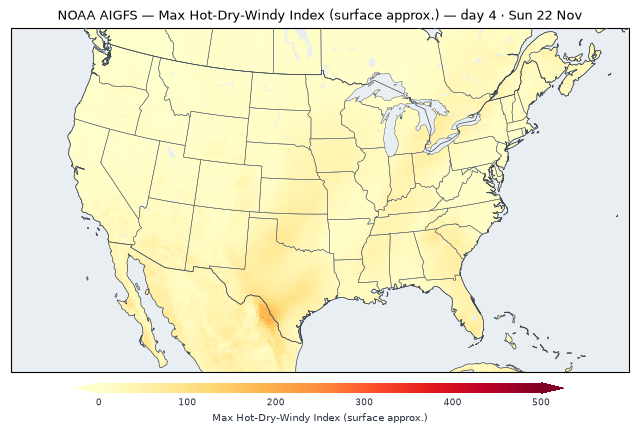 NOAA AIGFS — Max Hot-Dry-Windy Index (surface approx.) — day 4 · Sun 22 Nov
0 100 200 300 400 500
Max Hot-Dry-Windy Index (surface approx.)